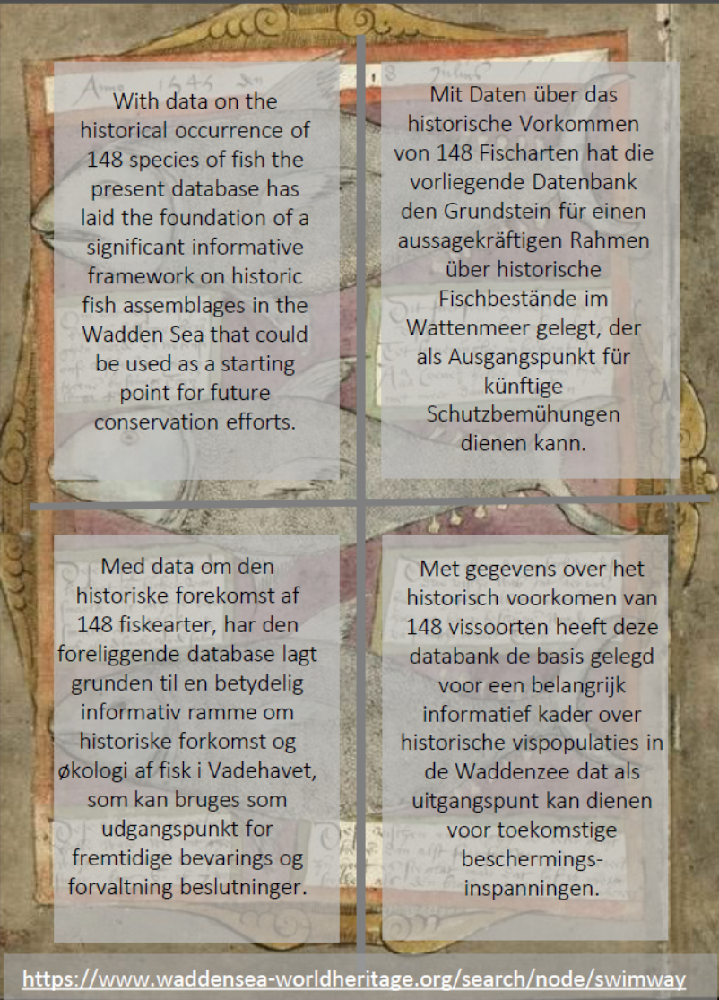 Anno 1545 den 18 Julius
With data on the
historical occurrence of
148 species of fish the
present database has
laid the foundation of a
significant informative
framework on historic
fish assemblages in the
Wadden Sea that could
be used as a starting
point for future
conservation efforts.
Mit Daten über das
historische Vorkommen
von 148 Fischarten hat die
vorliegende Datenbank
den Grundstein für einen
aussagekräftigen Rahmen
über historische
Fischbestände im
Wattenmeer gelegt, der
als Ausgangspunkt für
künftige
Schutzbemühungen
dienen kann.
Med data om den
historiske forekomst af
148 fiskearter, har den
foreliggende database lagt
grunden til en betydelig
informativ ramme om
historiske forkomst og
økologi af fisk i Vadehavet,
som kan bruges som
udgangspunkt for
fremtidige bevarings og
forvaltning beslutninger.
Met gegevens over het
historisch voorkomen van
148 vissoorten heeft deze
databank de basis gelegd
voor een belangrijk
informatief kader over
historische vispopulaties in
de Waddenzee dat als
uitgangspunt kan dienen
voor toekomstige
beschermings-
inspanningen.
https://www.waddensea-worldheritage.org/search/node/swimway